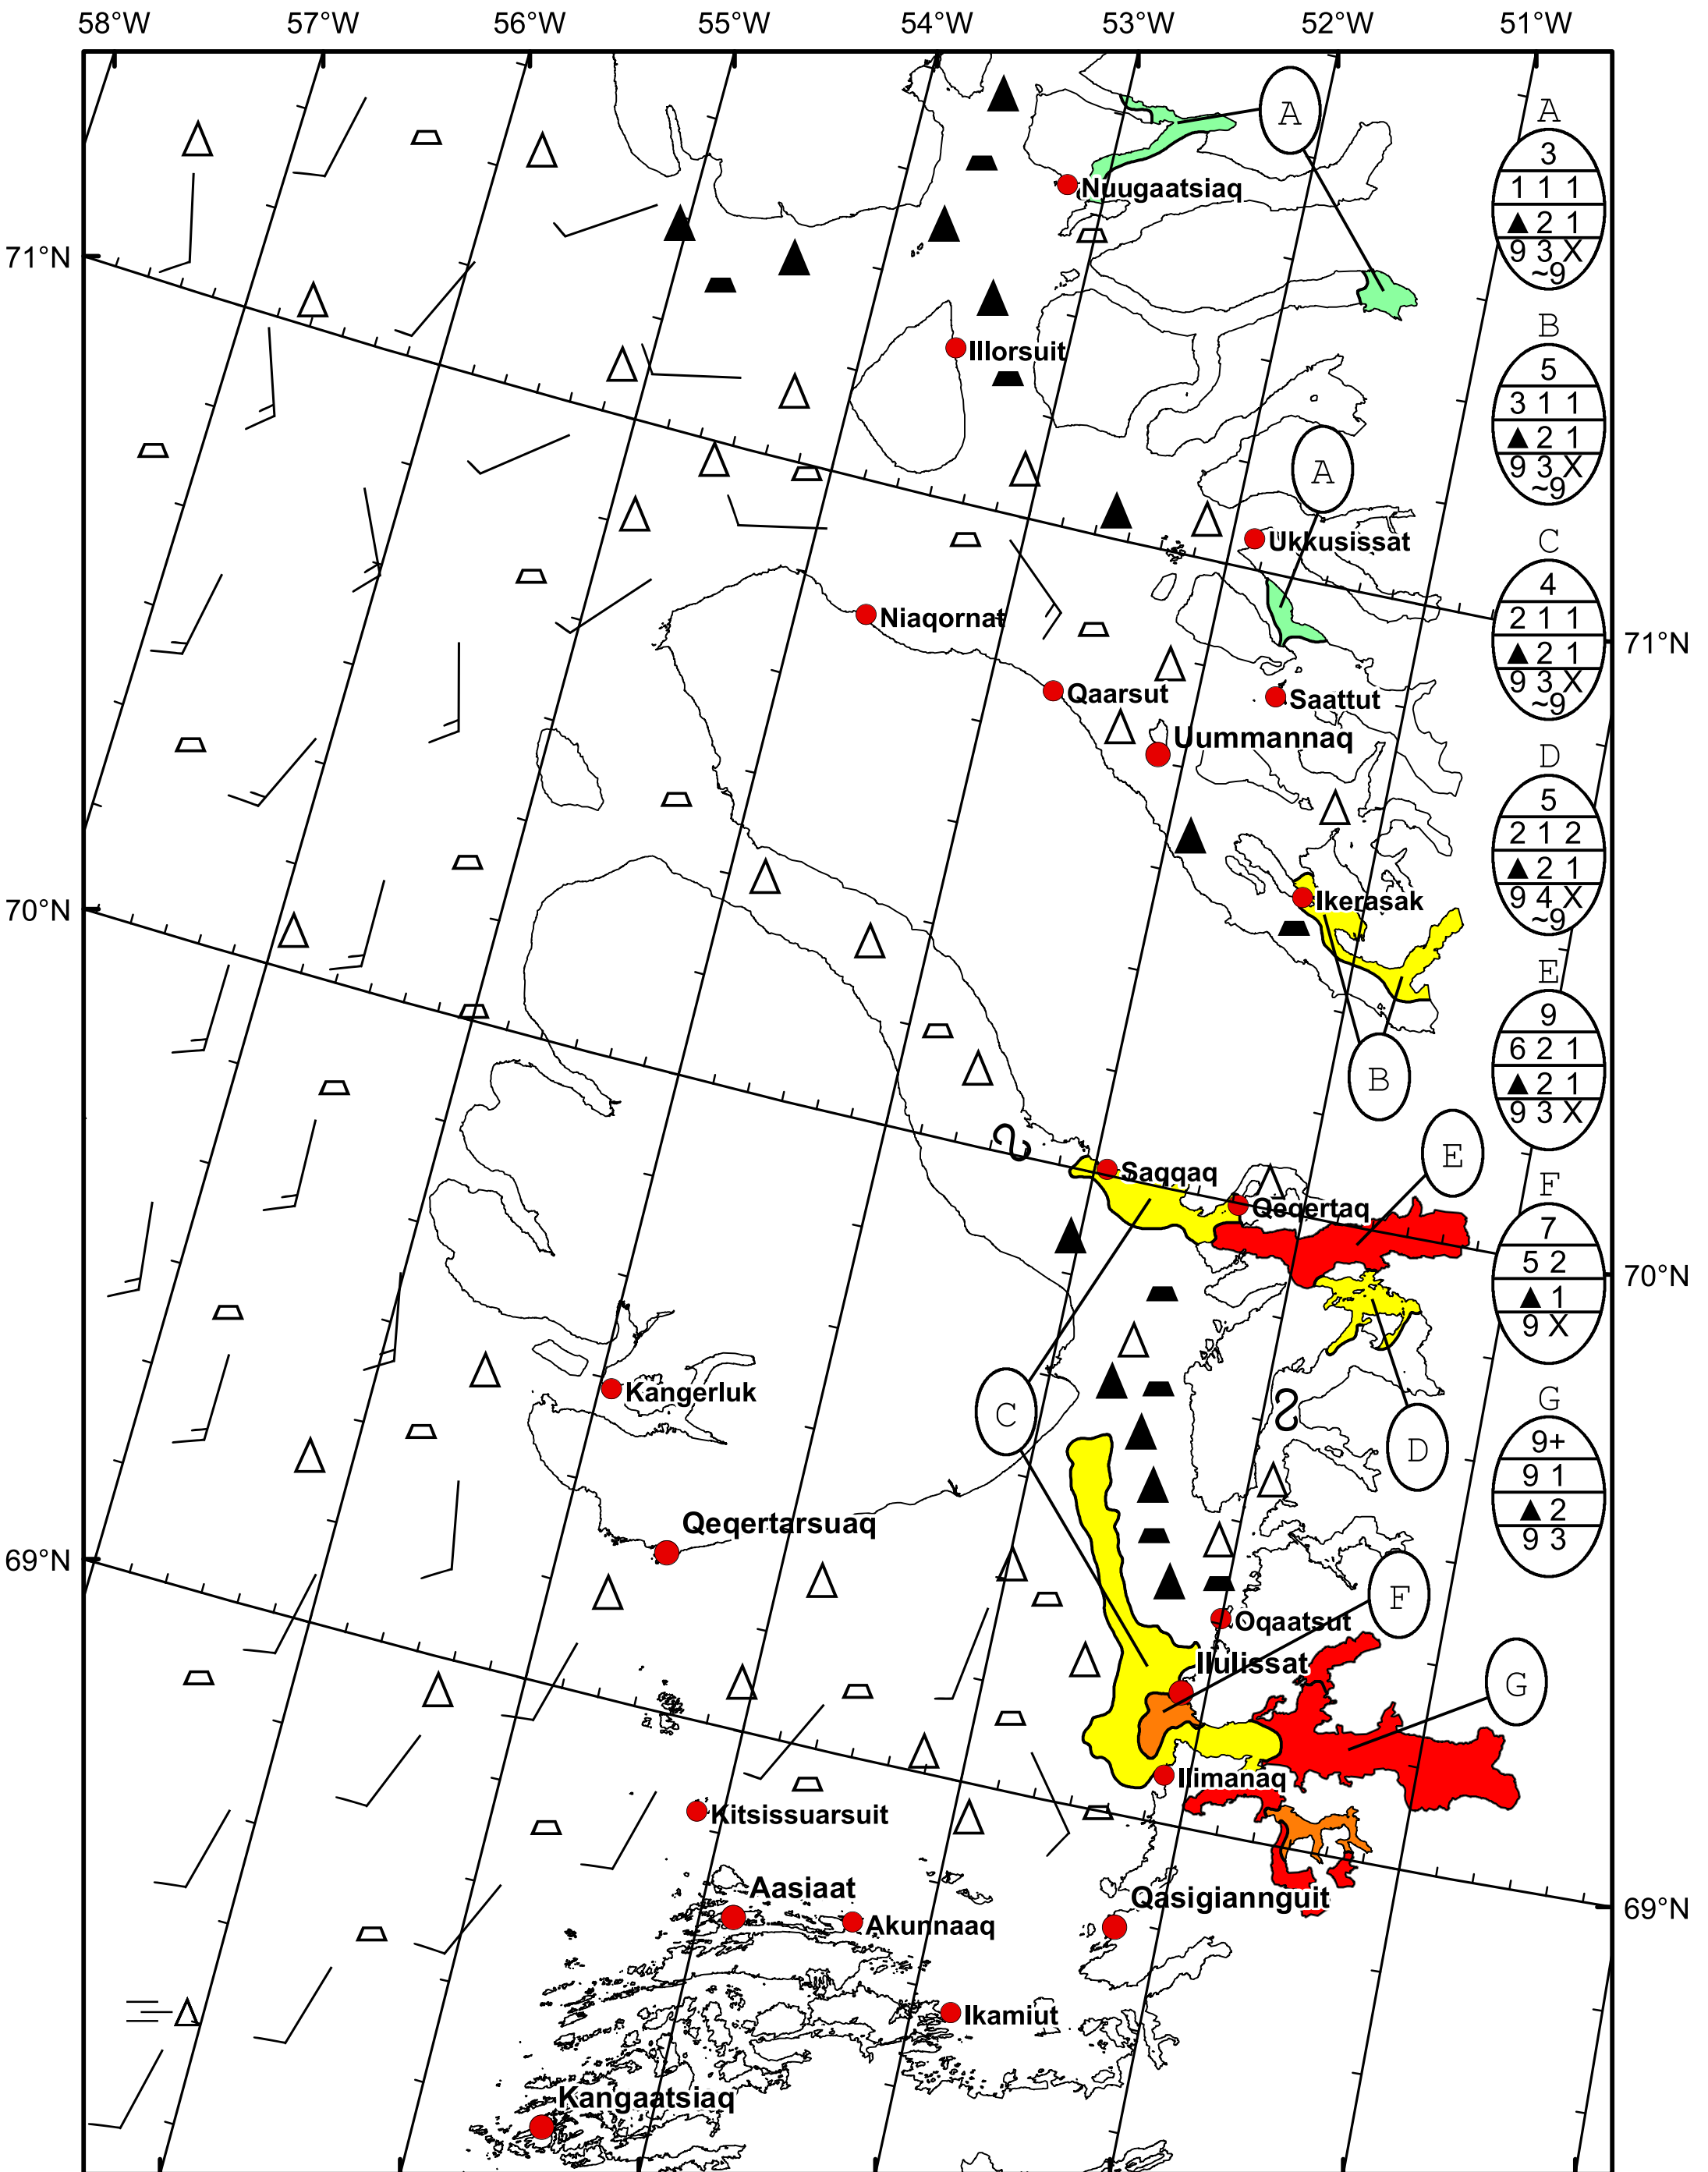 58°W 57°W 56°W 55°W 54°W 53°W 52°W 51°W
A
A
3
1 1 1
▲ 2 1
9 3 X
~9
Nuugaatsiaq
71°N
B
5
3 1 1
▲ 2 1
9 3 X
~9
Illorsuit
A
Ukkusissat
C
4
2 1 1
▲ 2 1
9 3 X
~9
Niaqornat
71°N
Qaarsut
Saattut
Uummannaq
D
5
2 1 2
▲ 2 1
9 4 X
~9
Ikerasak
70°N
E
9
6 2 1
▲ 2 1
9 3 X
B
E
Saqqaq
Qeqertaq
F
7
5 2
▲ 1
9 X
70°N
Kangerluk
C
D
G
9+
9 1
▲ 2
9 3
Qeqertarsuaq
69°N
F
Oqaatsut
Ilulissat
G
Ilimanaq
Kitsissuarsuit
Aasiaat
Akunnaaq
Qasigiannguit
69°N
Ikamiut
Kangaatsiaq